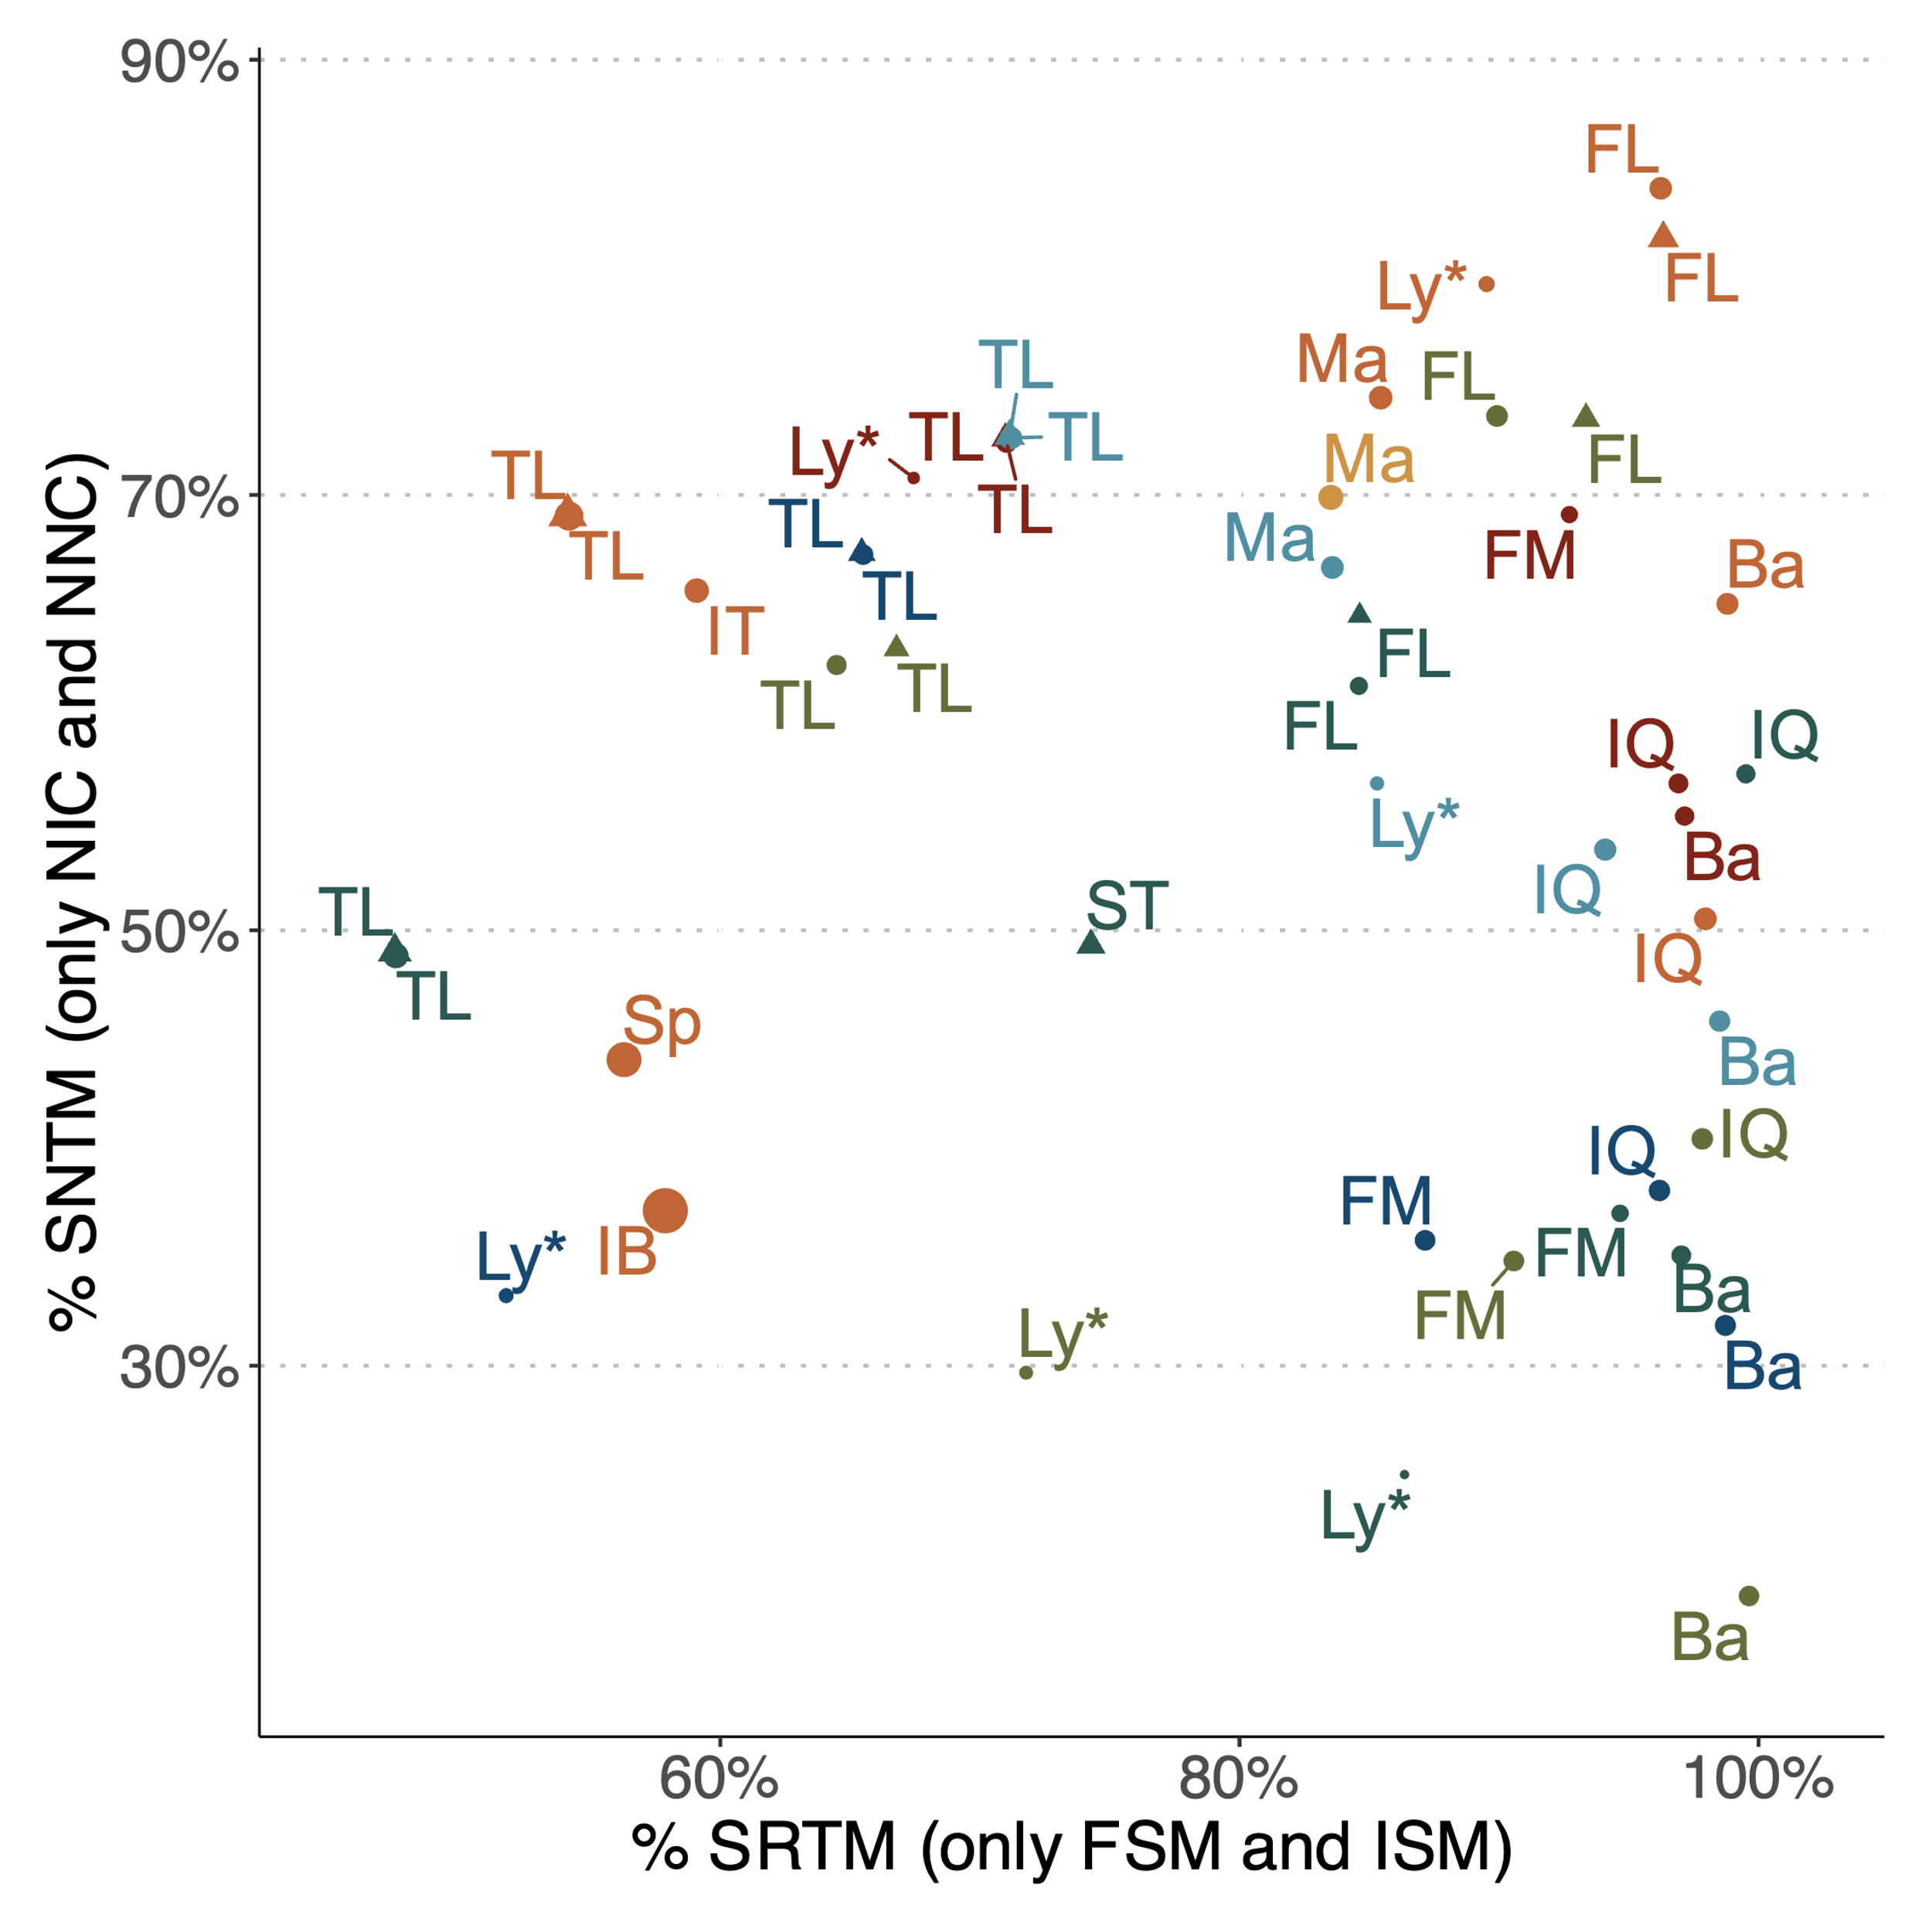 90%
FL
FL
Ly*
TL
Ma
FL
Ly*
TL
TL
Ma
FL
TL
70%
TL
TL
Ma
FM
TL
Ba
TL
IT
FL
TL
TL
FL
IQ
IQ
Ly*
Ba
TL
ST
IQ
50%
IQ
TL
Sp
Ba
IQ
IQ
FM
Ly*
IB
FM
Ba
FM
Ly*
30%
Ba
Ly*
Ba
60%
80%
100%
% SRTM (only FSM and ISM)
% SNTM (only NIC and NNC)